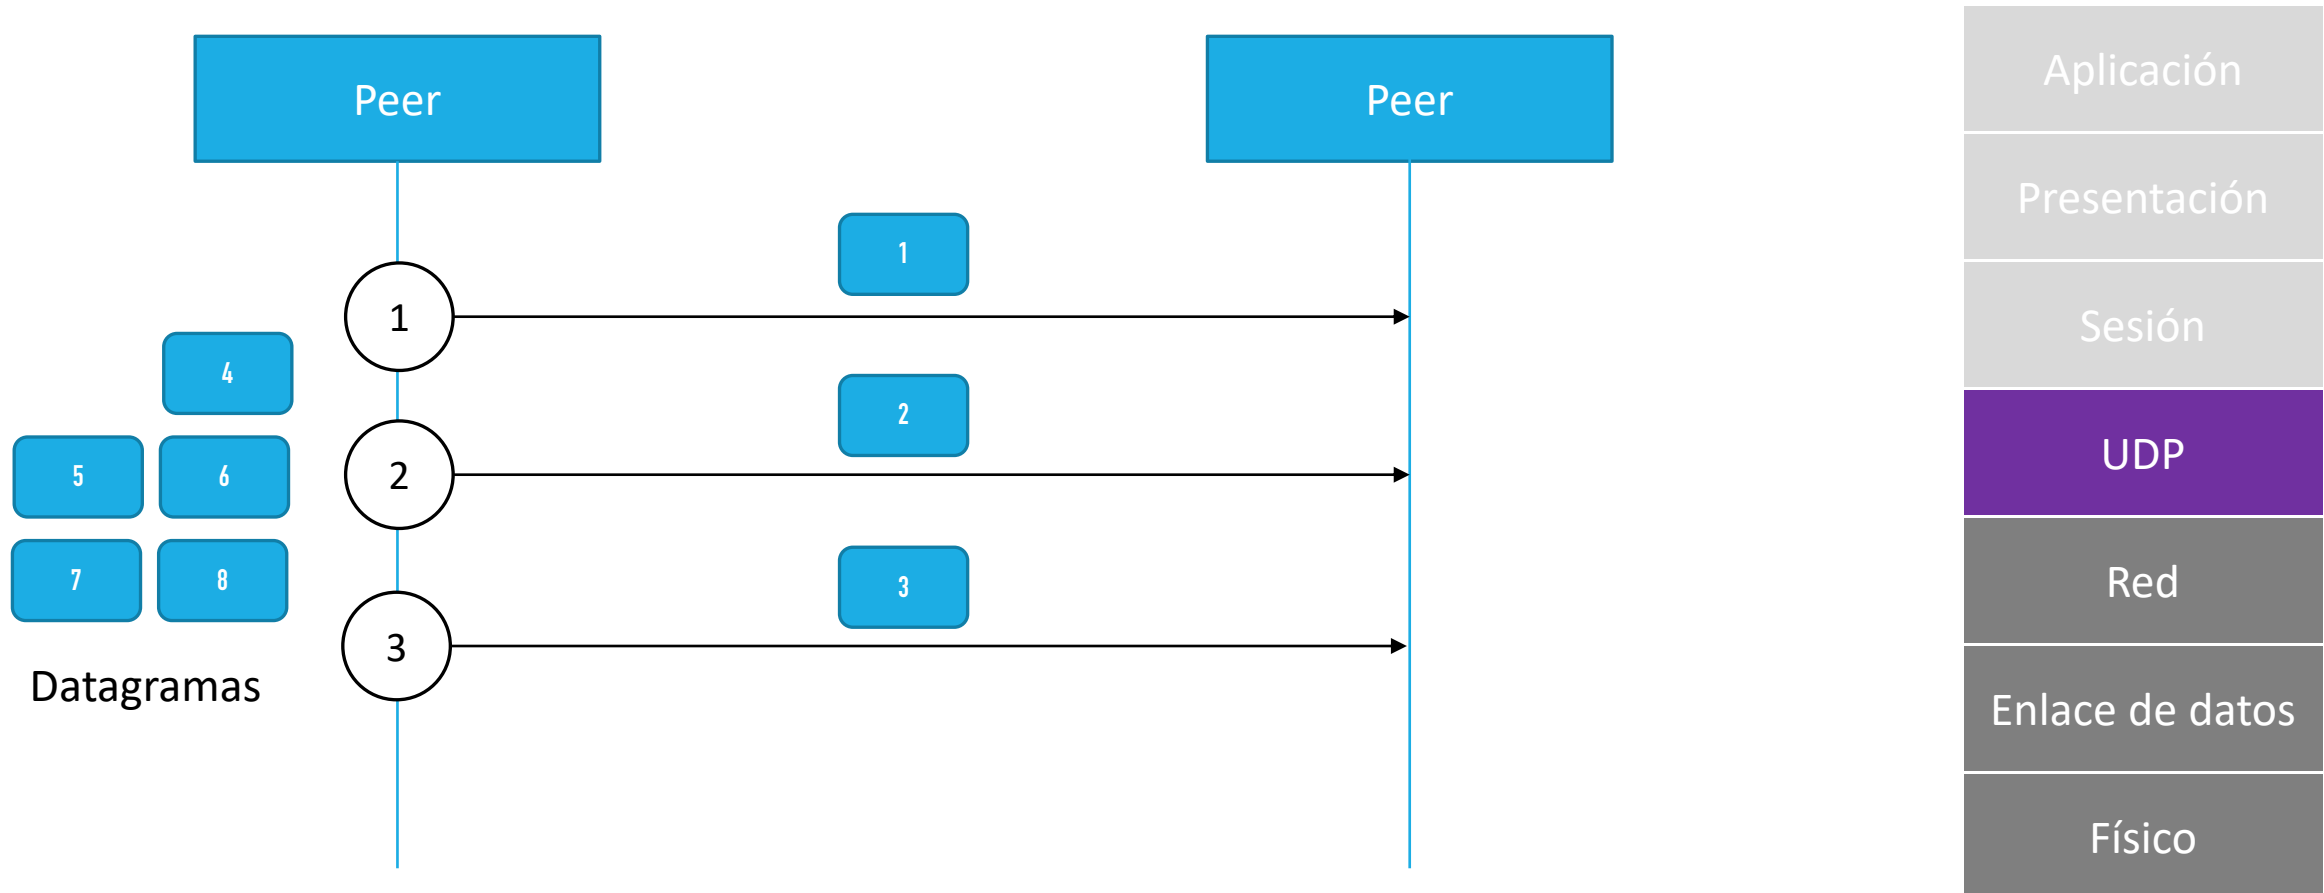 Peer
Peer
1
1
2
2
3
3
4
5
6
7
8
Datagramas
Aplicación
Presentación
Sesión
UDP
Red
Enlace de datos
Físico